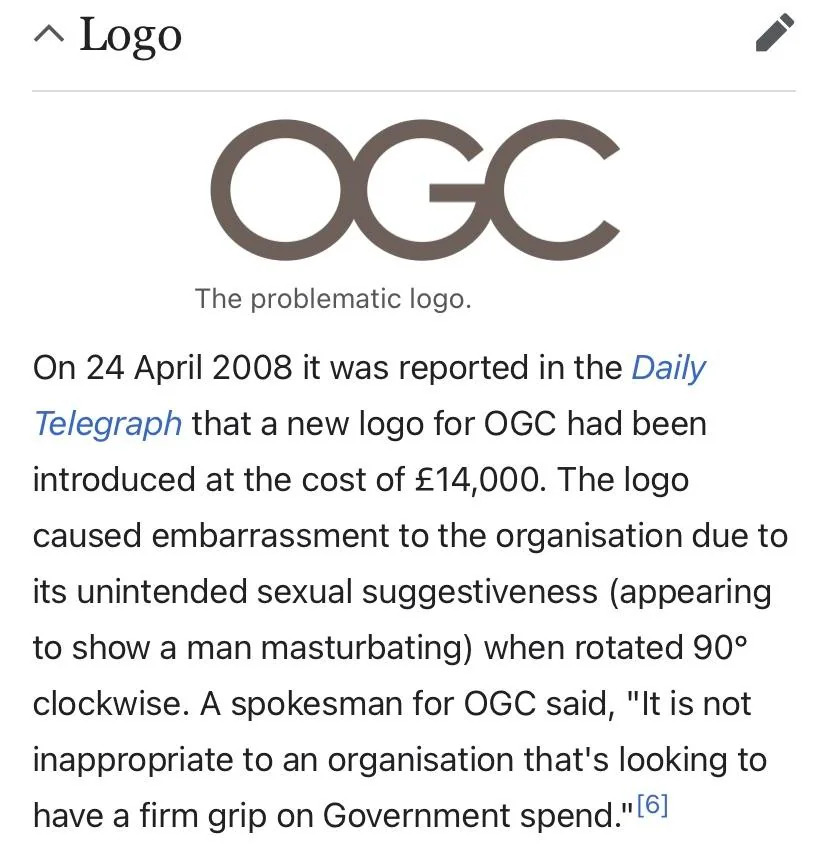 Logo
OGC
The problematic logo.
On 24 April 2008 it was reported in the Daily
Telegraph that a new logo for OGC had been
introduced at the cost of £14,000. The logo
caused embarrassment to the organisation due to
its unintended sexual suggestiveness (appearing
to show a man masturbating) when rotated 90°
clockwise. A spokesman for OGC said, "It is not
inappropriate to an organisation that's looking to
have a firm grip on Government spend."[6]